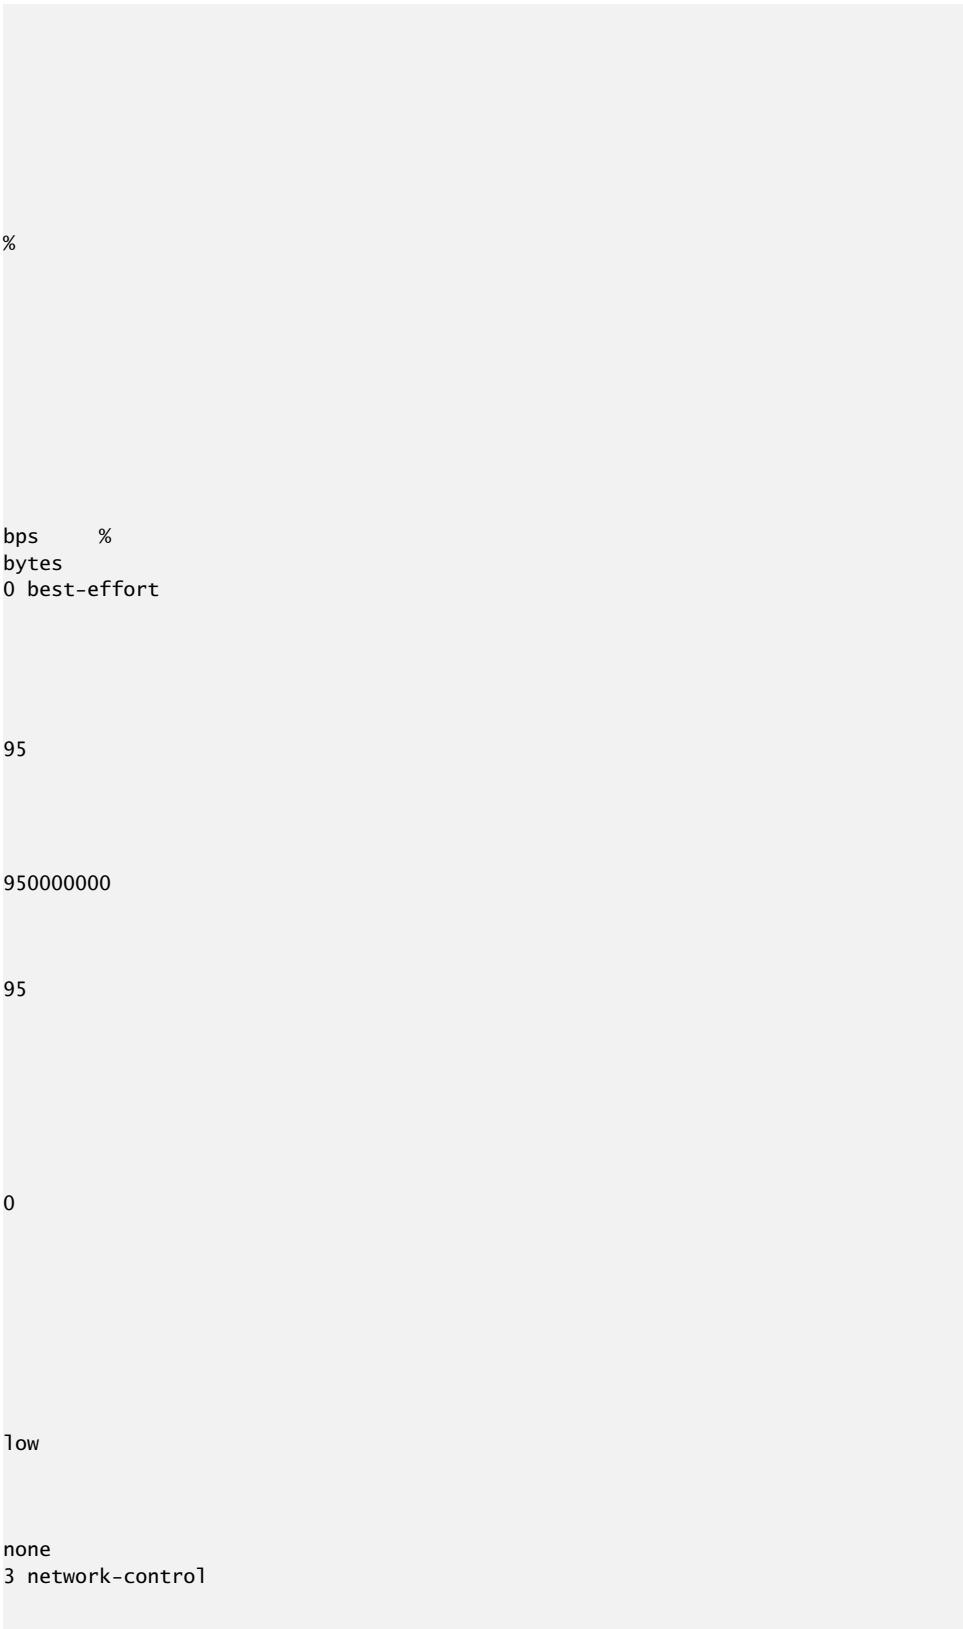 %
bps     %
bytes
0 best-effort
95
950000000
95
0
low
none
3 network-control